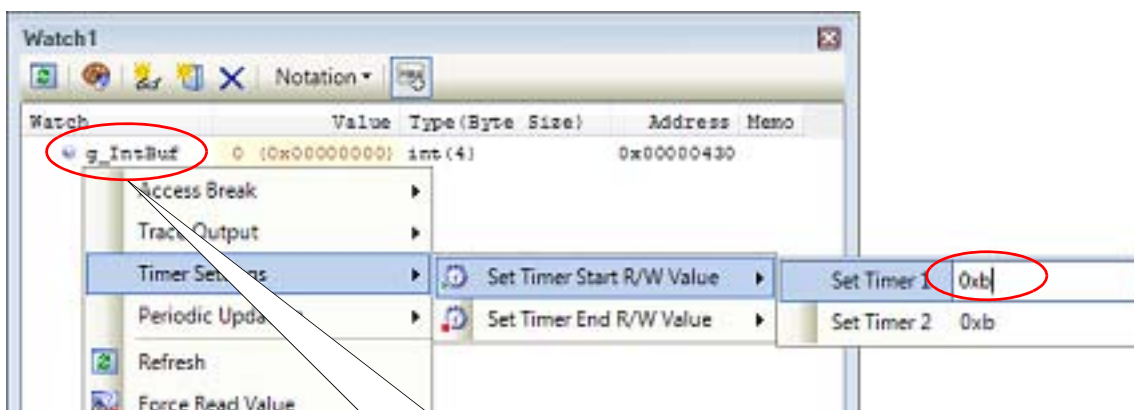 Watch1
Notation
Watch Value Type(Byte Size) Address Memo
g_IntBuf 0 (0x00000000) int(4) 0x00000430
Access Break
Trace Output
Timer Settings Set Timer Start R/W Value Set Timer 1 0xb
Periodic Updating Set Timer End R/W Value Set Timer 2 0xb
Refresh
Force Read Value